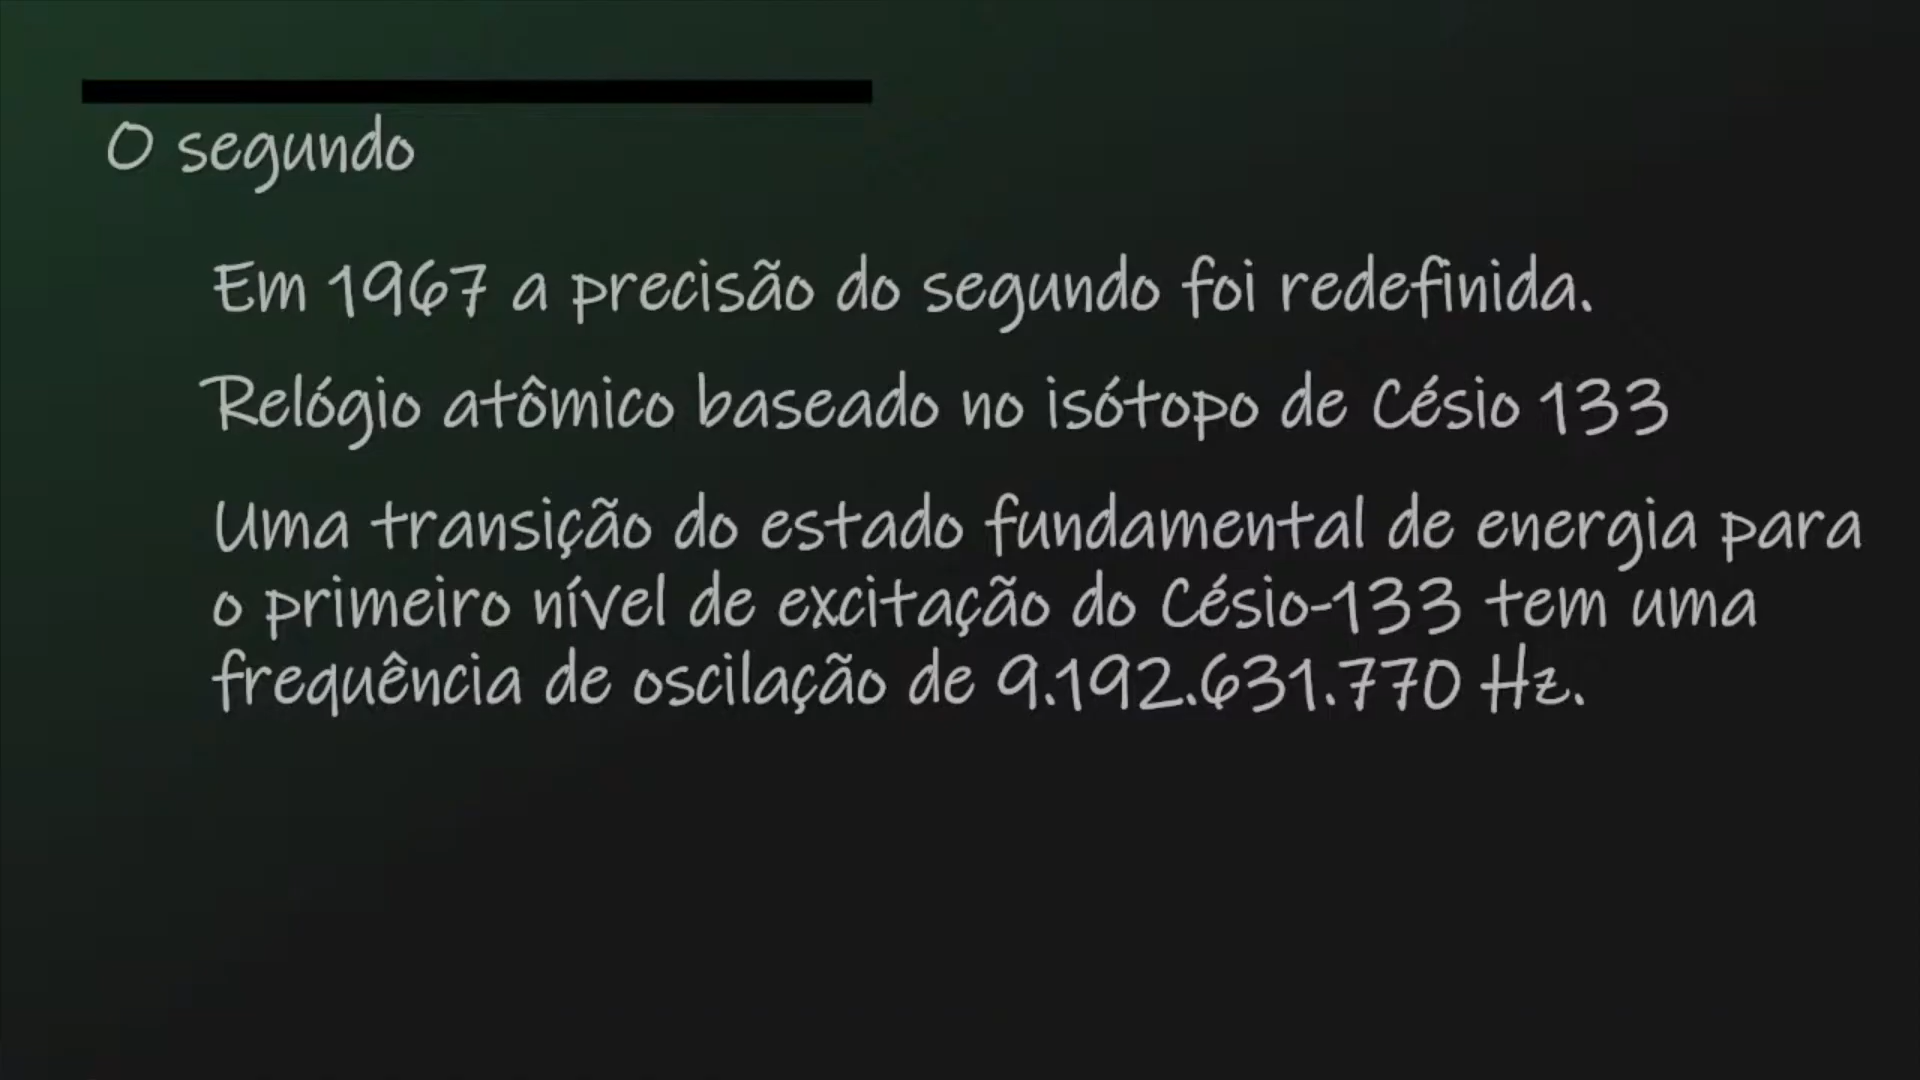 O segundo
Em 1967 a precisão do segundo foi redefinida.
Relógio atômico baseado no isótopo de Césio 133
Uma transição do estado fundamental de energia para
o primeiro nível de excitação do Césio-133 tem uma
frequência de oscilação de 9.192.631.770 Hz.